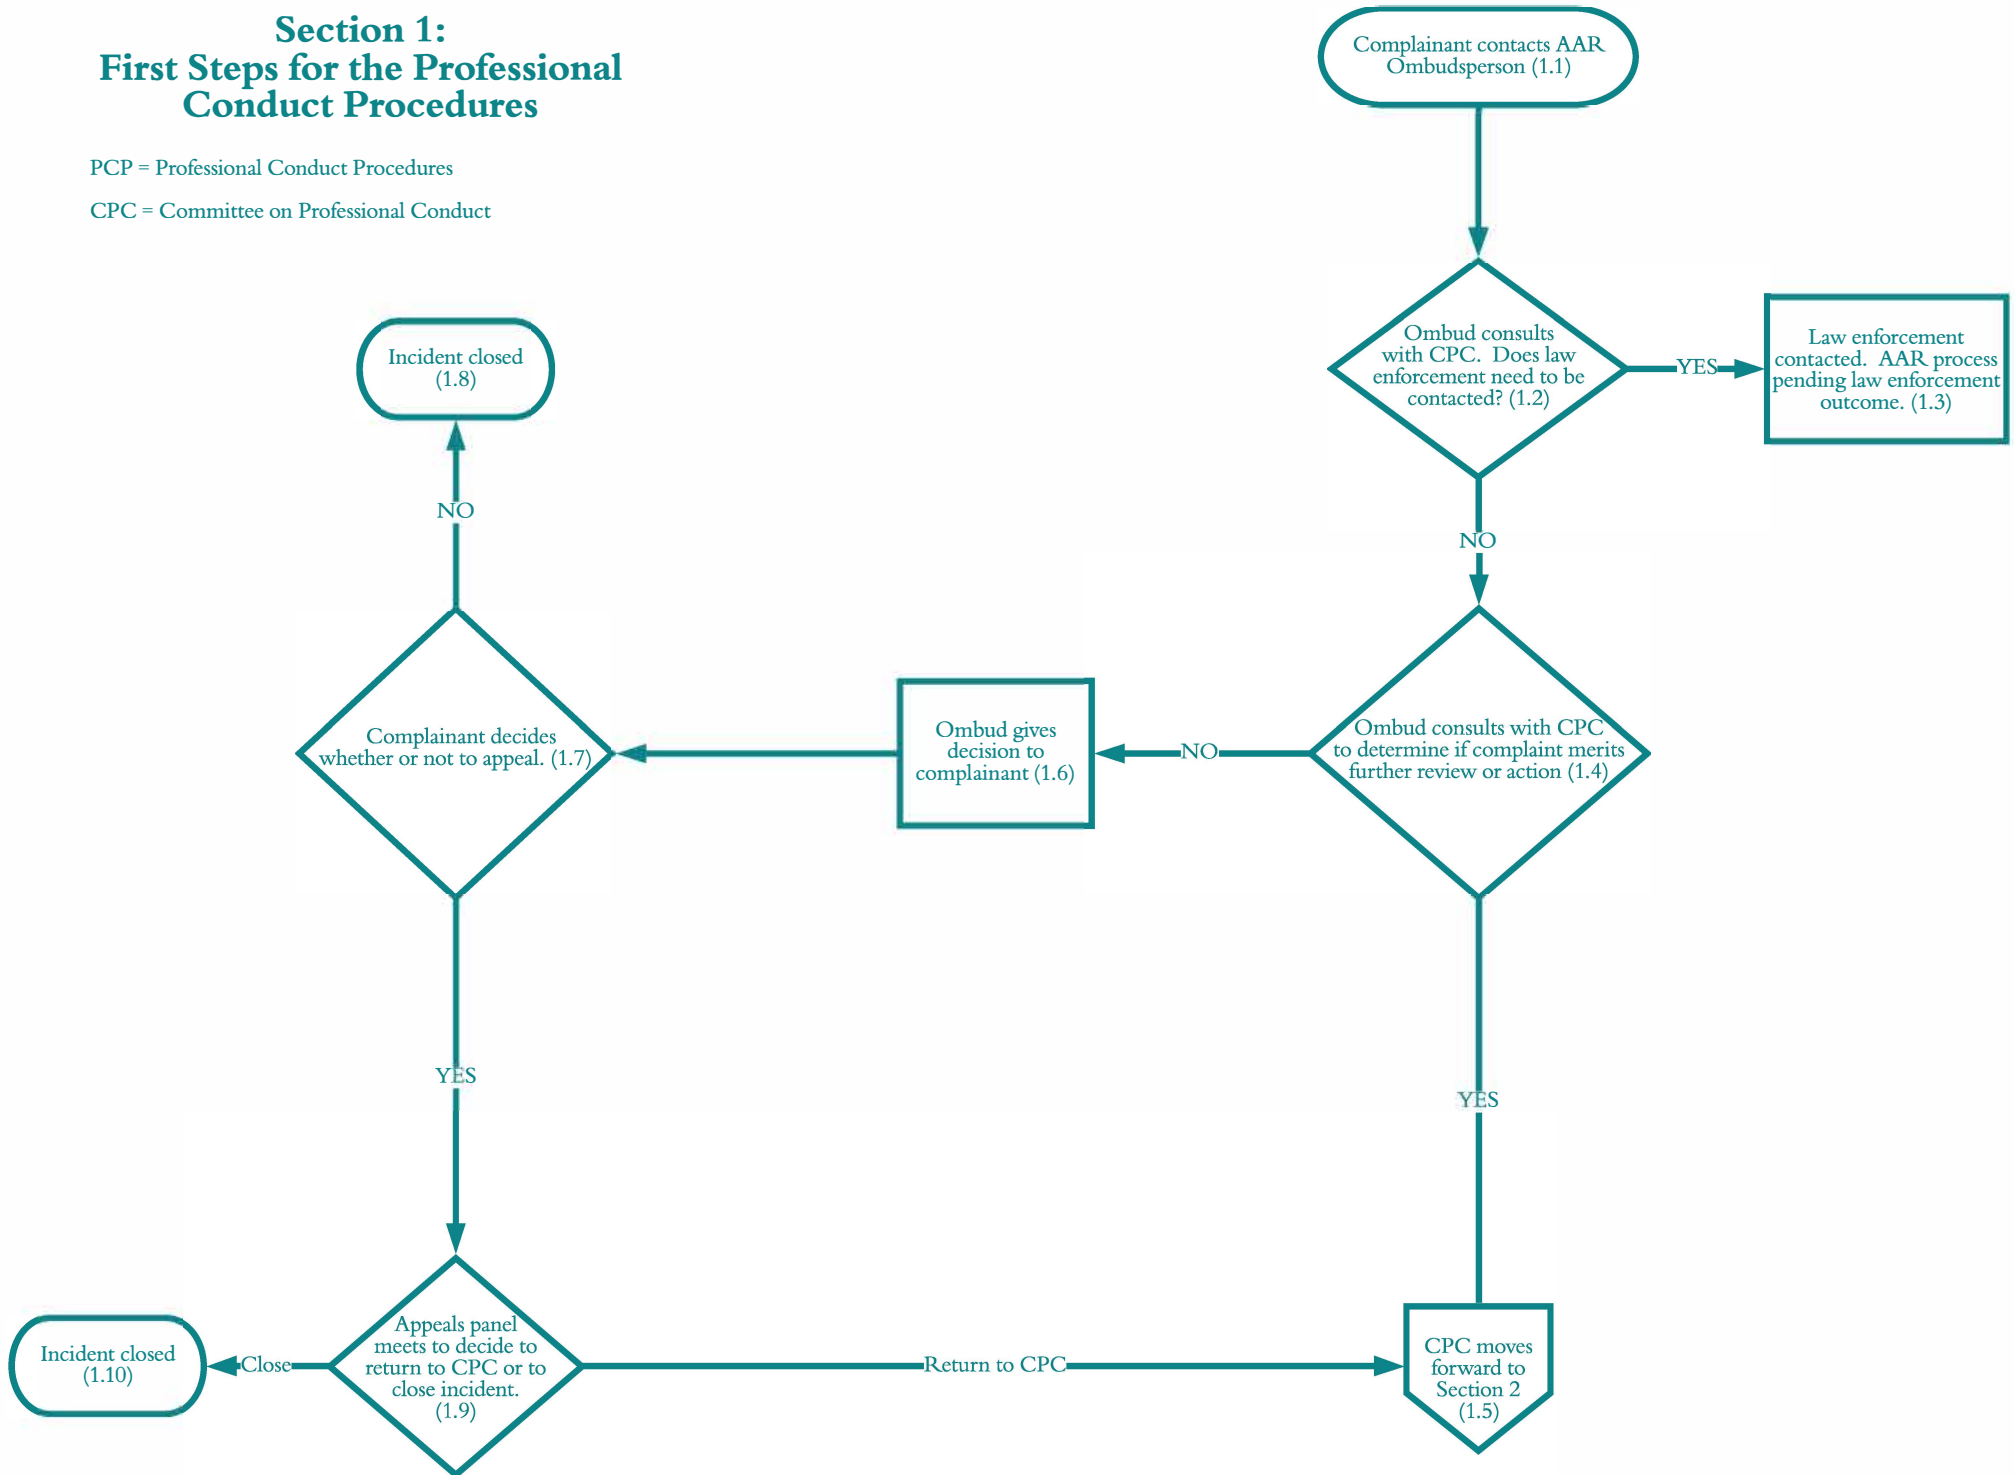 Section 1:
First Steps for the Professional
Conduct Procedures
PCP = Professional Conduct Procedures
CPC = Committee on Professional Conduct
Complainant contacts AAR
Ombudsperson (1.1)
Ombud consults
with CPC.  Does law
enforcement need to be
contacted? (1.2)
YES
Law enforcement
contacted.  AAR process
pending law enforcement
outcome. (1.3)
NO
Ombud consults with CPC
to determine if complaint merits
further review or action (1.4)
NO
Ombud gives
decision to
complainant (1.6)
Complainant decides
whether or not to appeal. (1.7)
NO
Incident closed
(1.8)
YES
YES
Appeals panel
meets to decide to
return to CPC or to
close incident.
(1.9)
Close
Incident closed
(1.10)
Return to CPC
CPC moves
forward to
Section 2
(1.5)